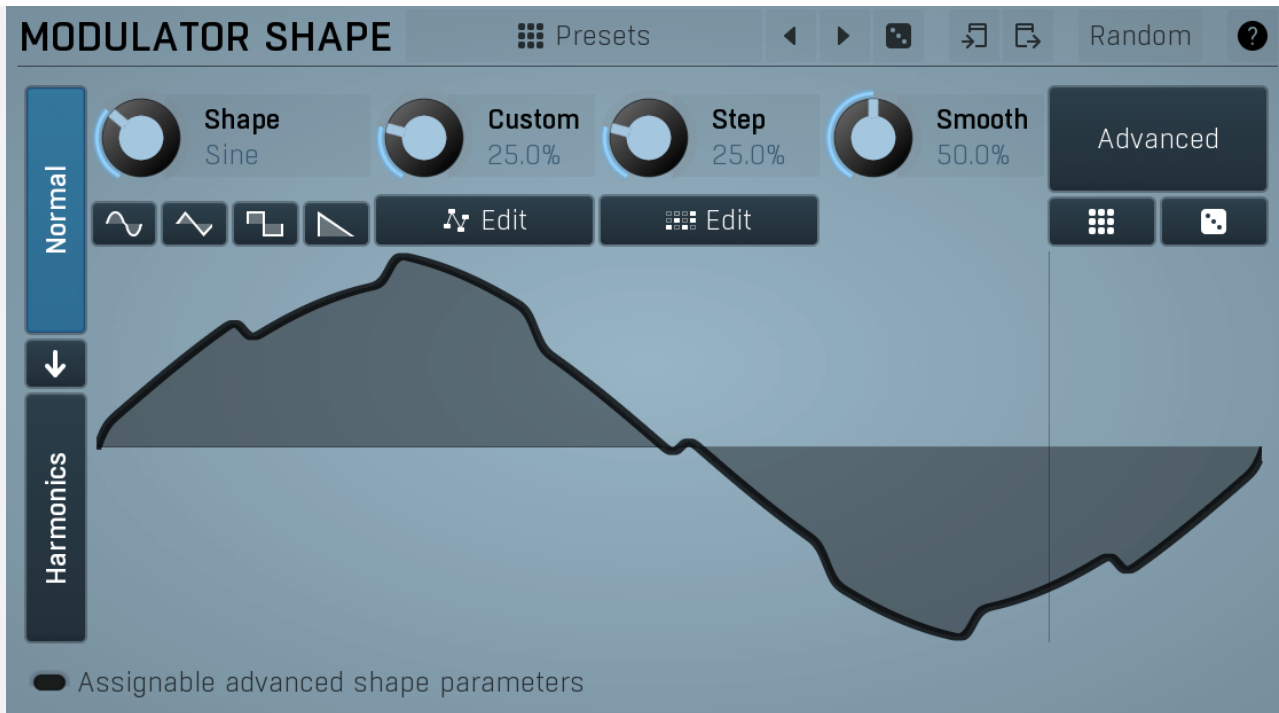 MODULATOR SHAPE Presets Random ?
Shape Custom Step Smooth
Sine 25.0% 25.0% 50.0%
Advanced
Normal
Edit Edit
Harmonics
Assignable advanced shape parameters